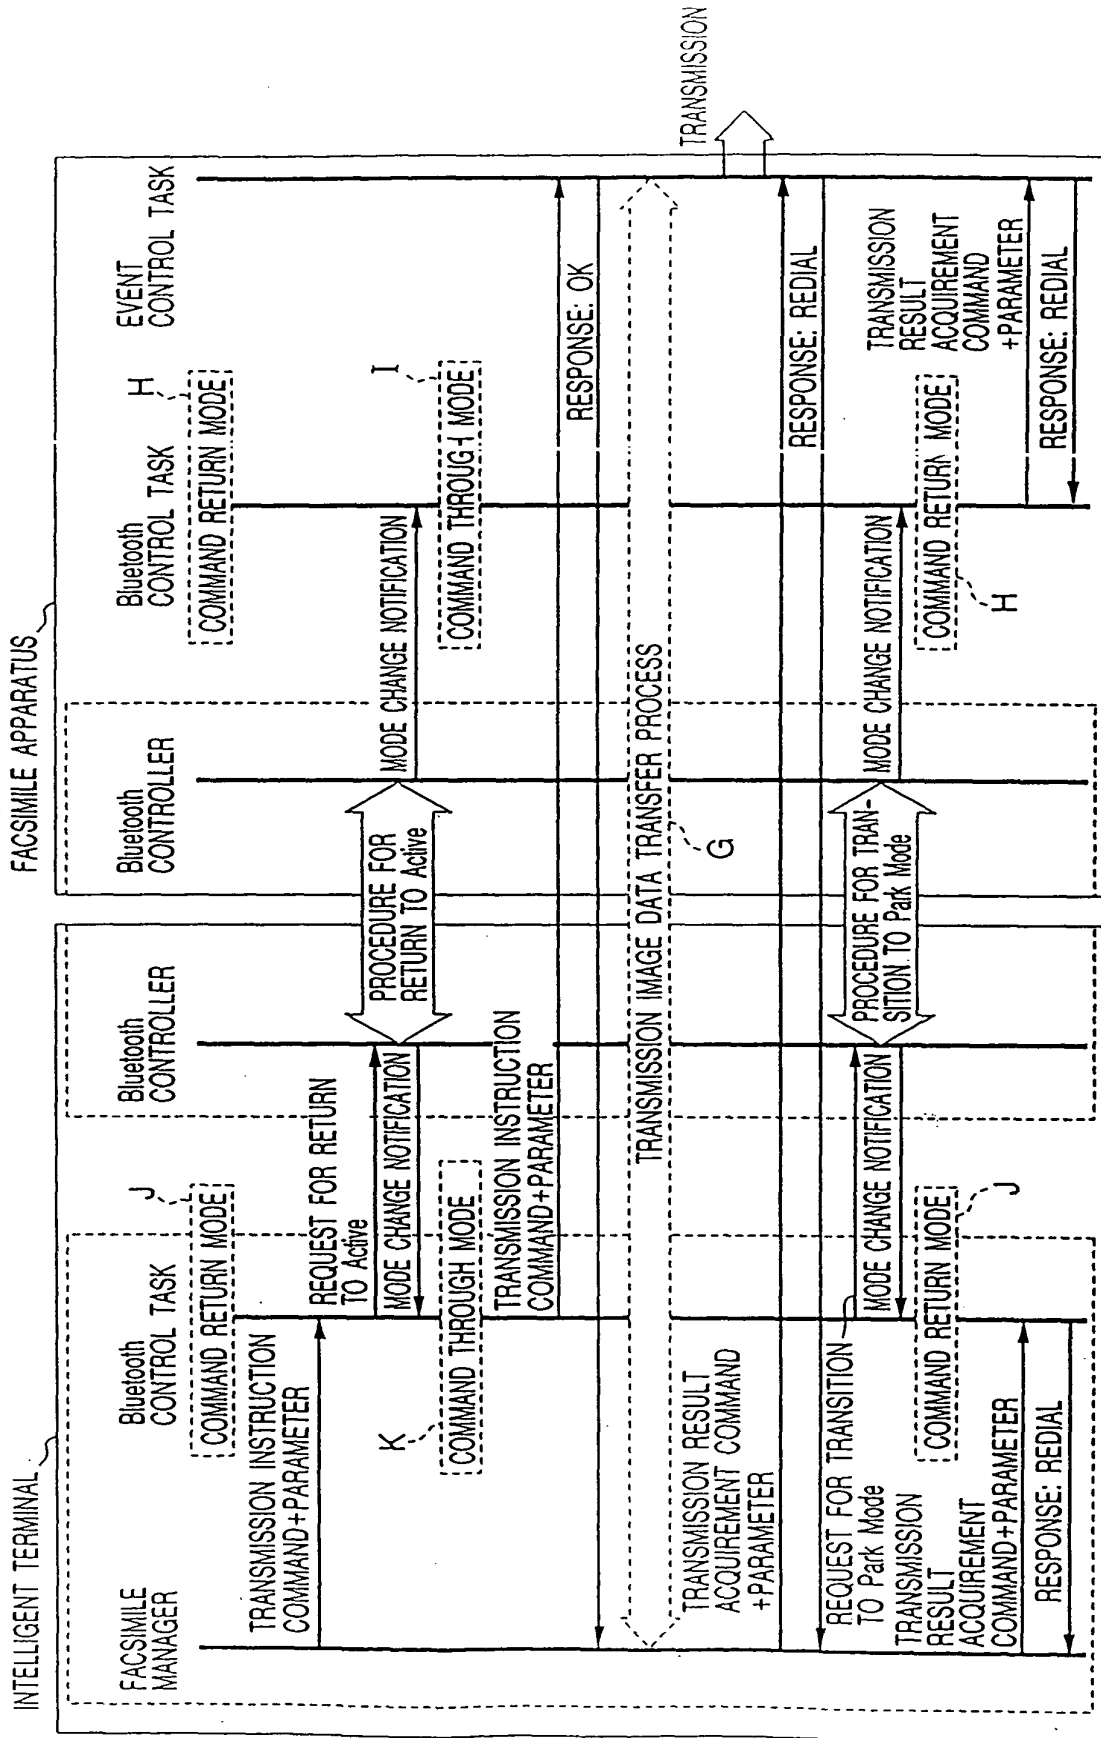 INTELLIGENT TERMINAL
FACSIMILE APPARATUS
FACSIMILE
MANAGER
Bluetooth
CONTROL TASK
Bluetooth
CONTROLLER
Bluetooth
CONTROLLER
Bluetooth
CONTROL TASK
EVENT
CONTROL TASK
COMMAND RETURN MODE
J
COMMAND RETURN MODE
H
TRANSMISSION INSTRUCTION
COMMAND+PARAMETER
REQUEST FOR RETURN
TO Active
MODE CHANGE NOTIFICATION
PROCEDURE FOR
RETURN TO Active
MODE CHANGE NOTIFICATION
K
COMMAND THROUGH MODE
COMMAND THROUGH MODE
I
TRANSMISSION INSTRUCTION
COMMAND+PARAMETER
RESPONSE: OK
TRANSMISSION IMAGE DATA TRANSFER PROCESS
G
TRANSMISSION
TRANSMISSION RESULT
ACQUIREMENT COMMAND
+PARAMETER
RESPONSE: REDIAL
REQUEST FOR TRANSITION
TO Park Mode
MODE CHANGE NOTIFICATION
PROCEDURE FOR TRAN-
SITION TO Park Mode
MODE CHANGE NOTIFICATION
COMMAND RETURN MODE
J
COMMAND RETURN MODE
H
TRANSMISSION
RESULT
ACQUIREMENT
COMMAND+PARAMETER
RESPONSE: REDIAL
TRANSMISSION
RESULT
ACQUIREMENT
COMMAND
+PARAMETER
RESPONSE: REDIAL